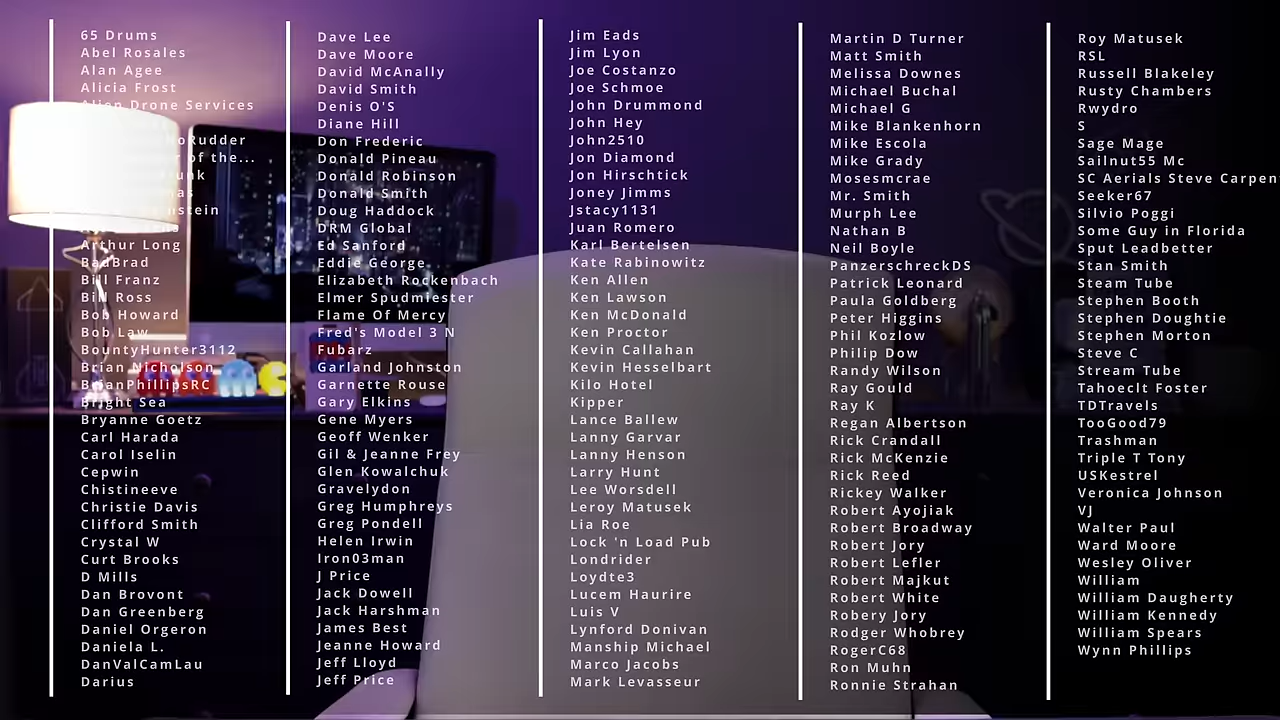 65 Drums
Abel Rosales
Alan Agee
Alicia Frost
Alien Drone Services
of the...
Arthur Long
BadBrad
Bill Franz
Bill Ross
Bob Howard
Bob Law
BountyHunter3112
Brian Nicholson
BrianPhillipsRC
Bright Sea
Bryanne Goetz
Carl Harada
Carol Iselin
Cepwin
Chistineeve
Christie Davis
Clifford Smith
Crystal W
Curt Brooks
D Mills
Dan Brovont
Dan Greenberg
Daniel Orgeron
Daniela L.
DanValCamLau
Darius
Dave Lee
Dave Moore
David McAnally
David Smith
Denis O'S
Diane Hill
Don Frederic
Donald Pineau
Donald Robinson
Donald Smith
Doug Haddock
DRM Global
Ed Sanford
Eddie George
Elizabeth Rockenbach
Elmer Spudmiester
Flame Of Mercy
Fred's Model 3 N
Fubarz
Garland Johnston
Garnette Rouse
Gary Elkins
Gene Myers
Geoff Wenker
Gil & Jeanne Frey
Glen Kowalchuk
Gravelydon
Greg Humphreys
Greg Pondell
Helen Irwin
Iron03man
J Price
Jack Dowell
Jack Harshman
James Best
Jeanne Howard
Jeff Lloyd
Jeff Price
Jim Eads
Jim Lyon
Joe Costanzo
Joe Schmoe
John Drummond
John Hey
John2510
Jon Diamond
Jon Hirschtick
Joney Jimms
Jstacy1131
Juan Romero
Karl Bertelsen
Kate Rabinowitz
Ken Allen
Ken Lawson
Ken McDonald
Ken Proctor
Kevin Callahan
Kevin Hesselbart
Kilo Hotel
Kipper
Lance Ballew
Lanny Garvar
Lanny Henson
Larry Hunt
Lee Worsdell
Leroy Matusek
Lia Roe
Lock 'n Load Pub
Londrider
Loydte3
Lucem Haurire
Luis V
Lynford Donivan
Manship Michael
Marco Jacobs
Mark Levasseur
Martin D Turner
Matt Smith
Melissa Downes
Michael Buchal
Michael G
Mike Blankenhorn
Mike Escola
Mike Grady
Mosesmcrae
Mr. Smith
Murph Lee
Nathan B
Neil Boyle
PanzerschreckDS
Patrick Leonard
Paula Goldberg
Peter Higgins
Phil Kozlow
Philip Dow
Randy Wilson
Ray Gould
Ray K
Regan Albertson
Rick Crandall
Rick McKenzie
Rick Reed
Rickey Walker
Robert Ayojiak
Robert Broadway
Robert Jory
Robert Lefler
Robert Majkut
Robert White
Robery Jory
Rodger Whobrey
RogerC68
Ron Muhn
Ronnie Strahan
Roy Matusek
RSL
Russell Blakeley
Rusty Chambers
Rwydro
S
Sage Mage
Sailnut55 Mc
SC Aerials Steve Carpen
Seeker67
Silvio Poggi
Some Guy in Florida
Sput Leadbetter
Stan Smith
Steam Tube
Stephen Booth
Stephen Doughtie
Stephen Morton
Steve C
Stream Tube
Tahoeclt Foster
TDTravels
TooGood79
Trashman
Triple T Tony
USKestrel
Veronica Johnson
VJ
Walter Paul
Ward Moore
Wesley Oliver
William
William Daugherty
William Kennedy
William Spears
Wynn Phillips